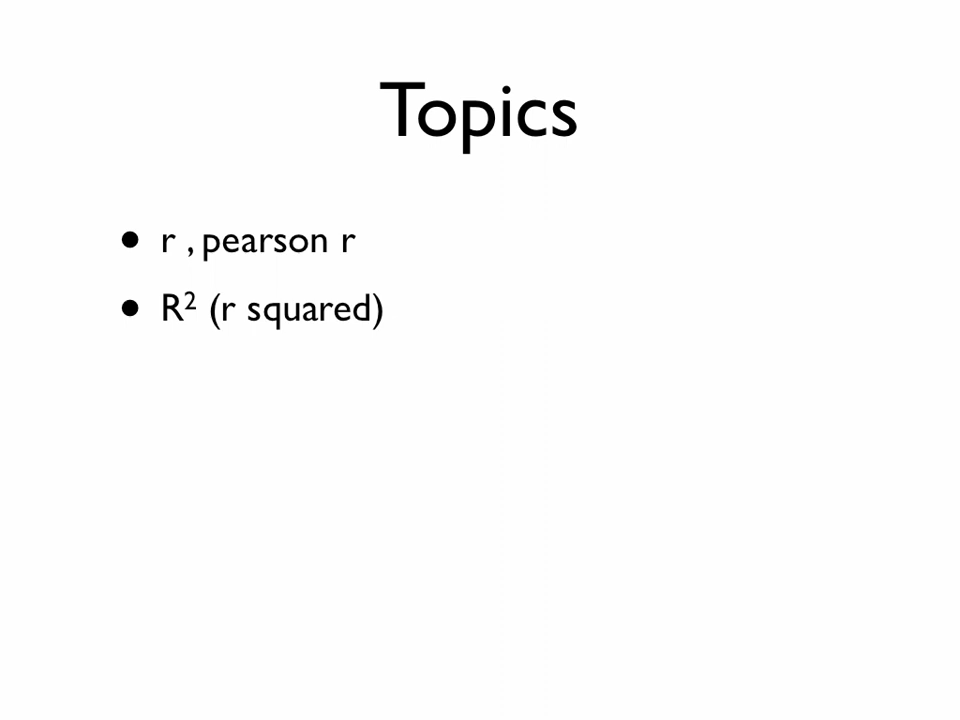 Topics
• r , pearson r
• R² (r squared)